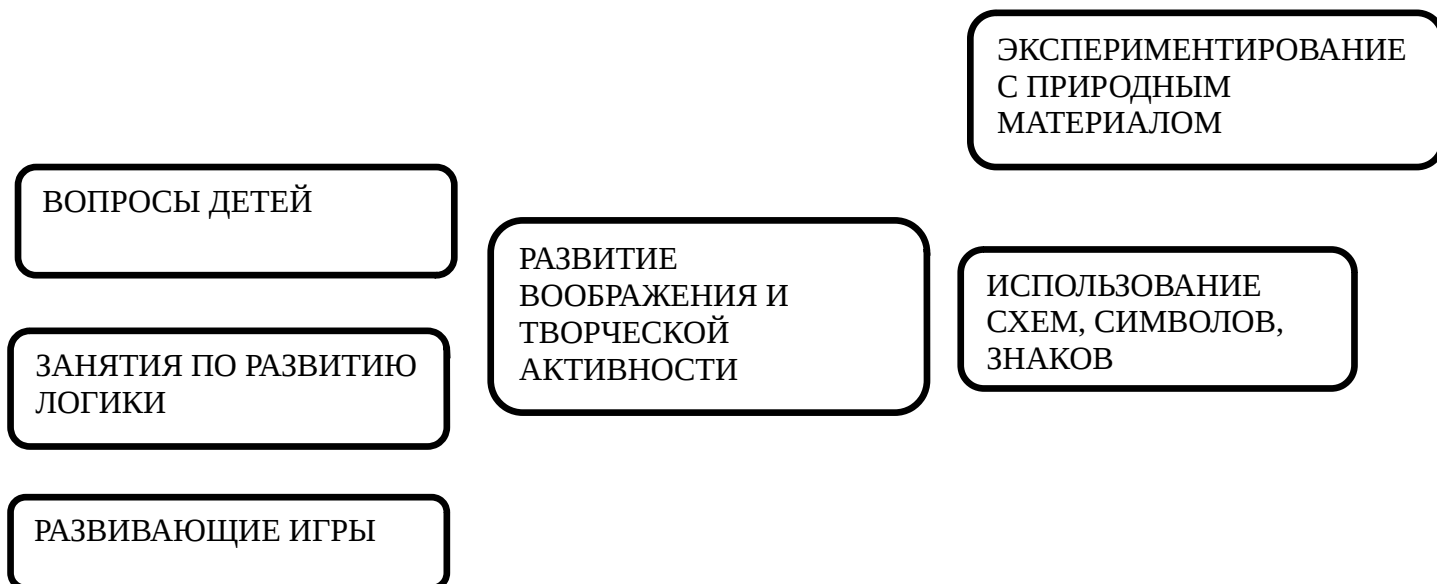 ЭКСПЕРИМЕНТИРОВАНИЕ
С ПРИРОДНЫМ
МАТЕРИАЛОМ
ВОПРОСЫ ДЕТЕЙ
РАЗВИТИЕ
ВООБРАЖЕНИЯ И
ТВОРЧЕСКОЙ
АКТИВНОСТИ
ИСПОЛЬЗОВАНИЕ
СХЕМ, СИМВОЛОВ,
ЗНАКОВ
ЗАНЯТИЯ ПО РАЗВИТИЮ
ЛОГИКИ
РАЗВИВАЮЩИЕ ИГРЫ